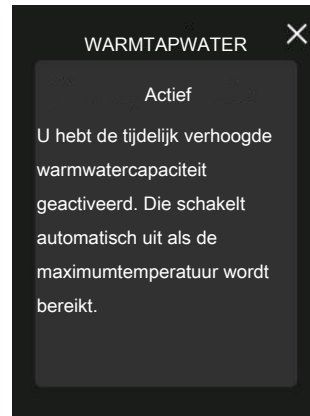 WARMTAPWATER
Actief
U hebt de tijdelijk verhoogde
warmwatercapaciteit
geactiveerd. Die schakelt
automatisch uit als de
maximumtemperatuur wordt
bereikt.